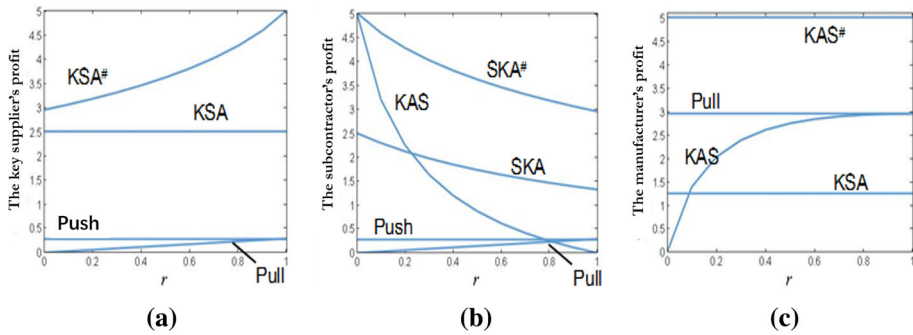 The key supplier's profit
5
4.5
4
3.5
3
2.5
2
1.5
1
0.5
0
KSA#
KSA
Push
Pull
0 0.2 0.4 0.6 0.8 1
r
(a)
The subcontractor's profit
5
4.5
4
3.5
3
2.5
2
1.5
1
0.5
0
SKA#
KAS
SKA
Push
Pull
0 0.2 0.4 0.6 0.8 1
r
(b)
The manufacturer's profit
5
4.5
4
3.5
3
2.5
2
1.5
1
0.5
0
KAS#
Pull
KAS
KSA
0 0.2 0.4 0.6 0.8 1
r
(c)